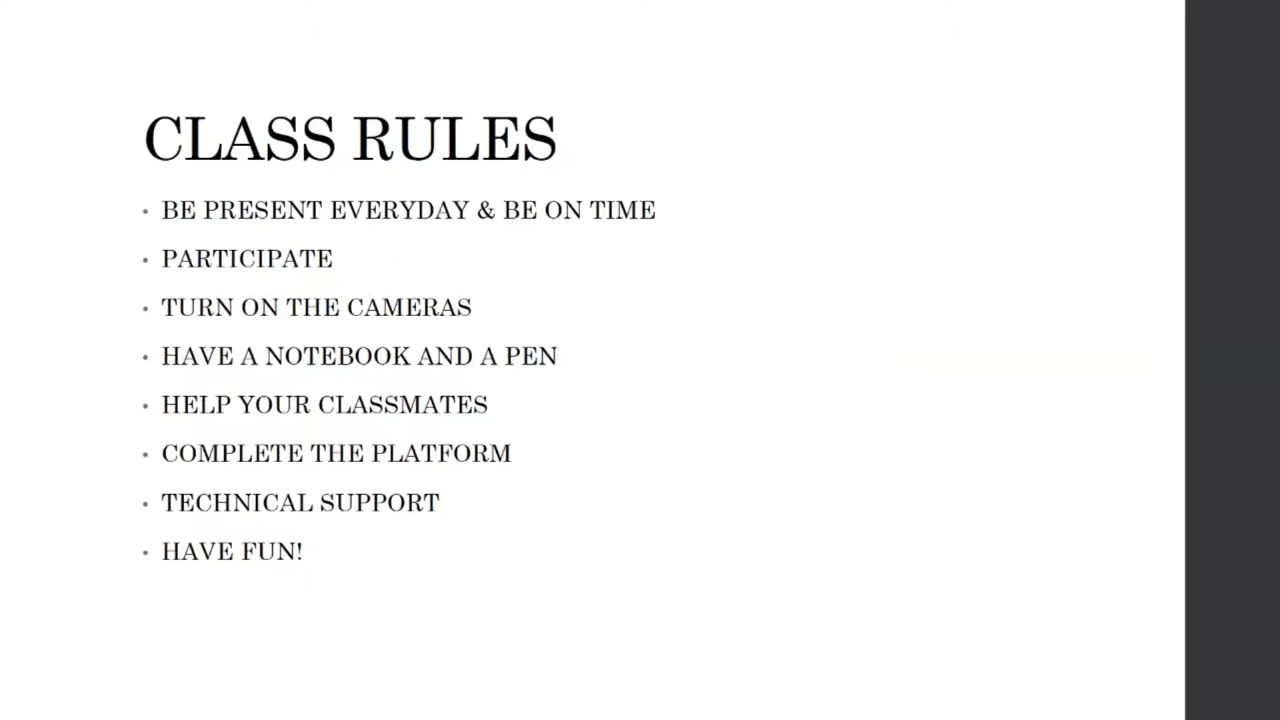 CLASS RULES
• BE PRESENT EVERYDAY & BE ON TIME
• PARTICIPATE
• TURN ON THE CAMERAS
• HAVE A NOTEBOOK AND A PEN
• HELP YOUR CLASSMATES
• COMPLETE THE PLATFORM
• TECHNICAL SUPPORT
• HAVE FUN!